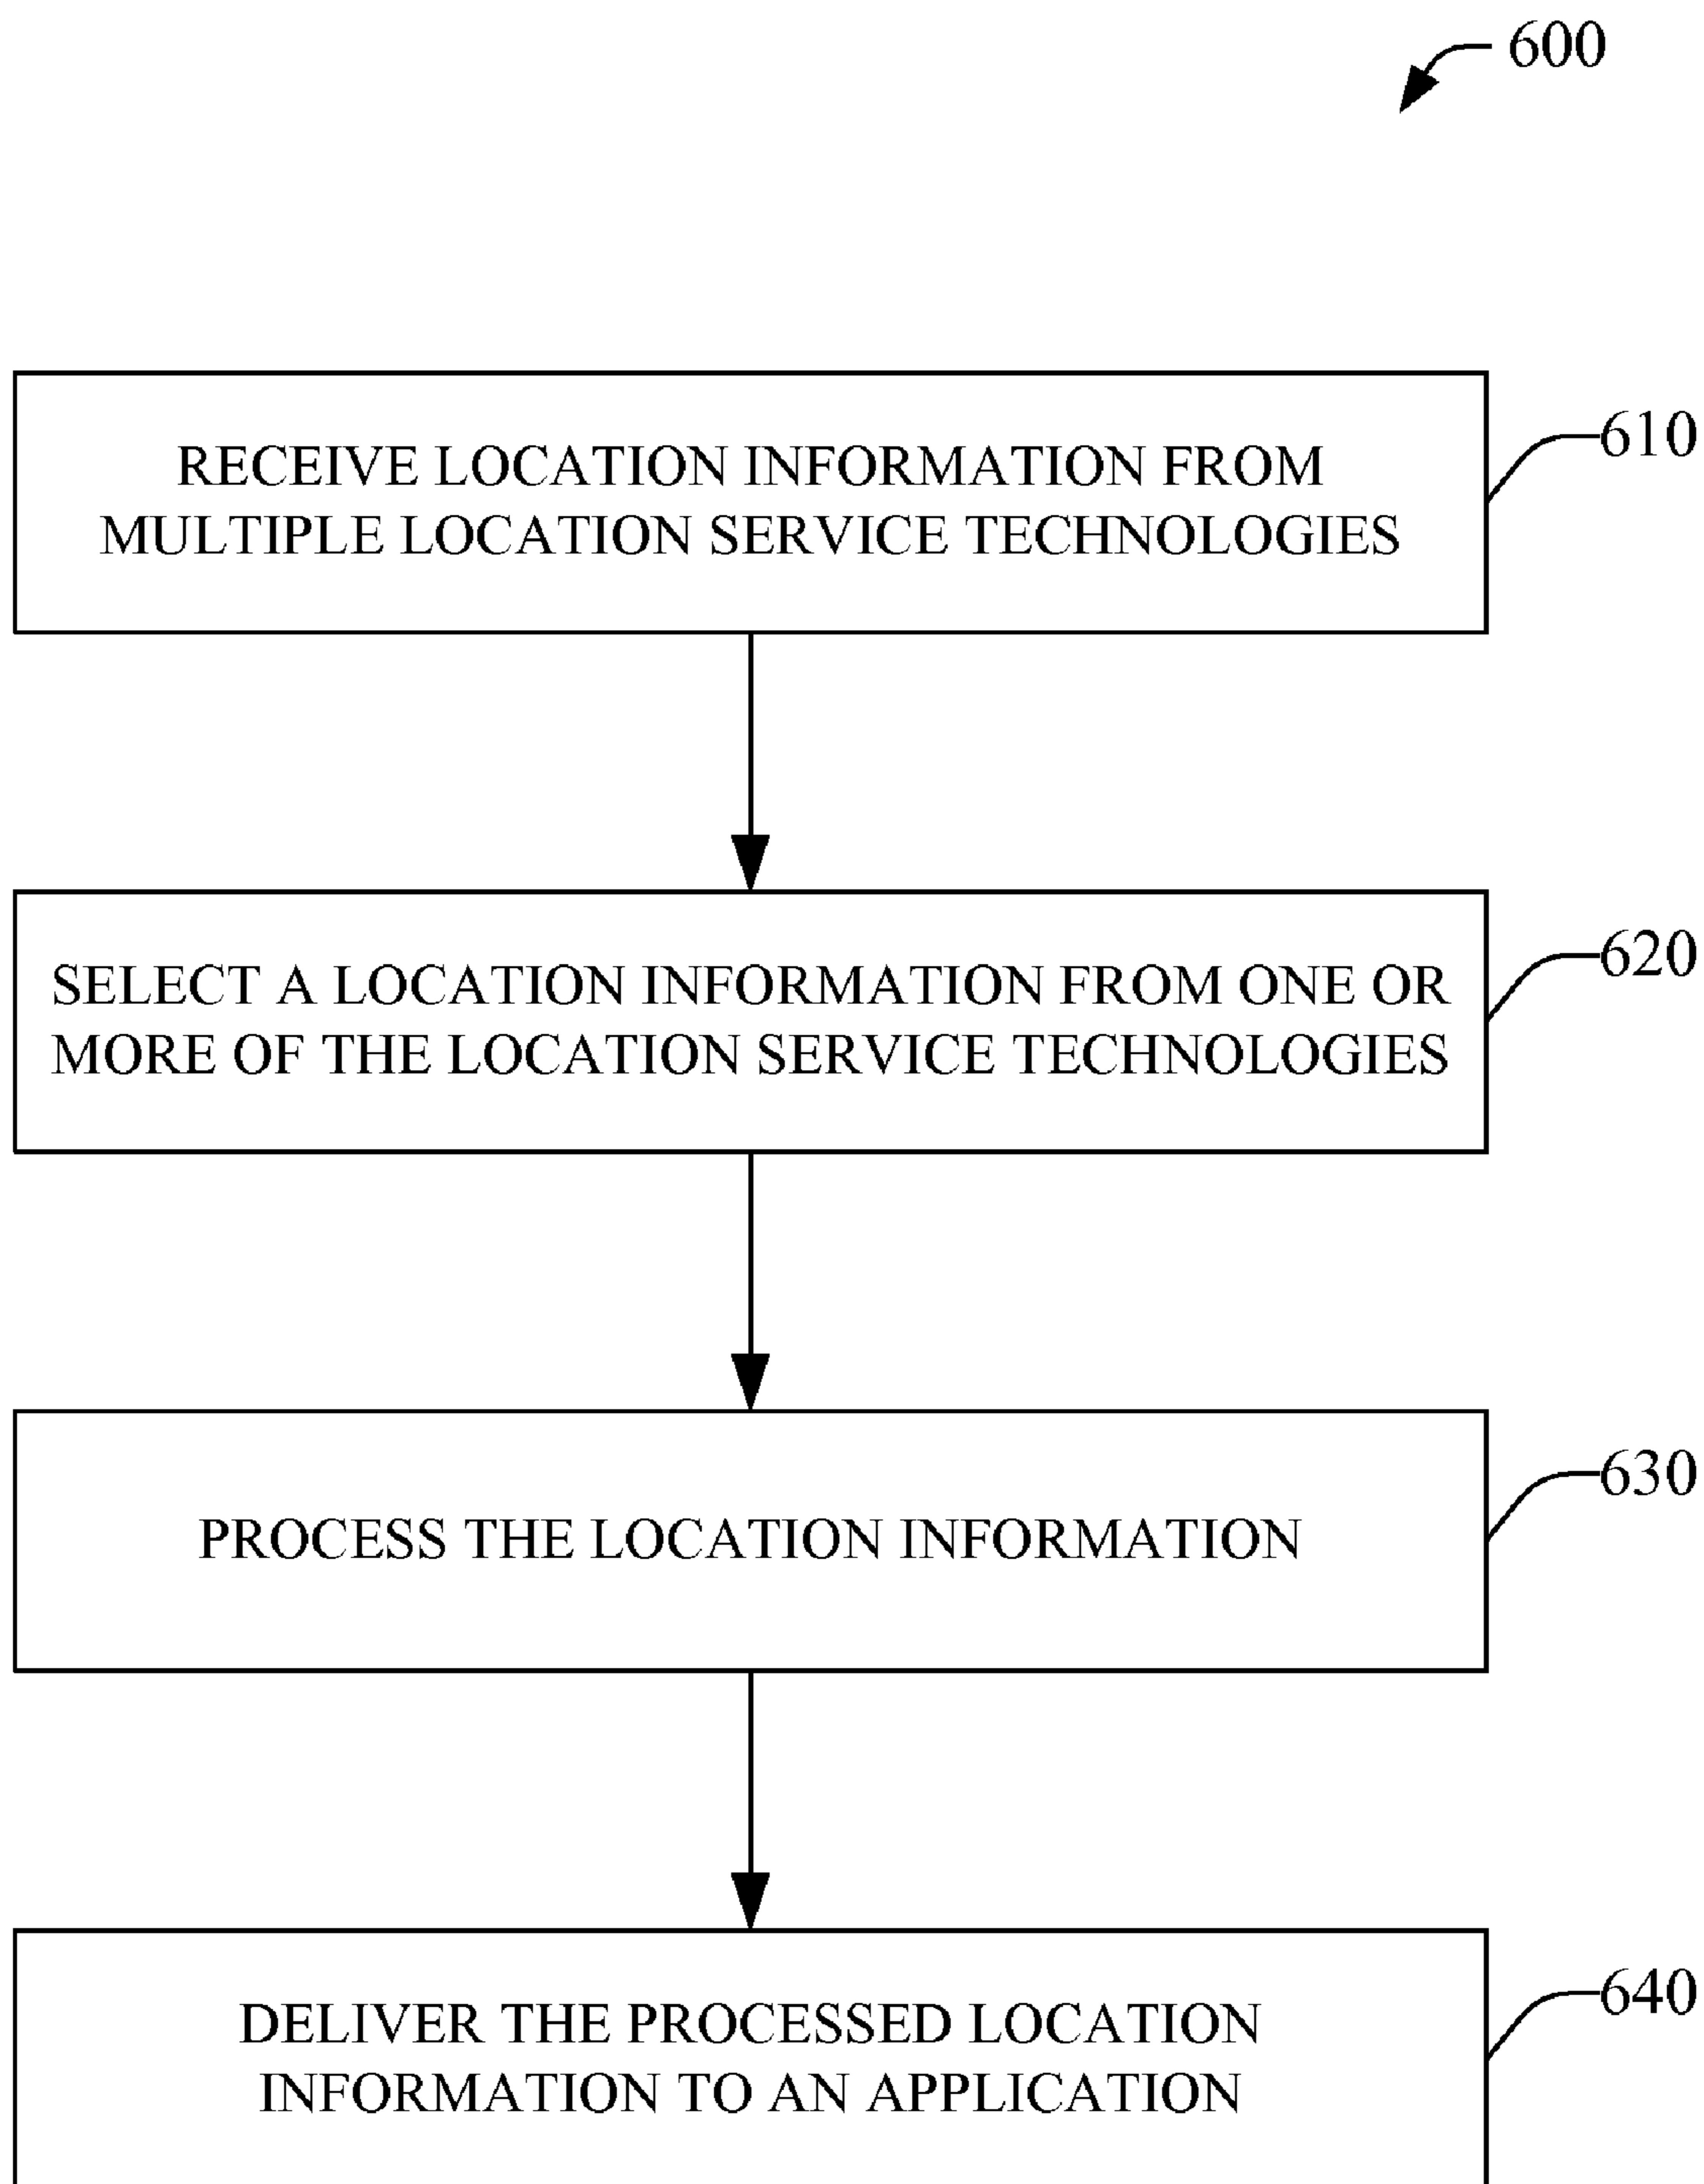 600
RECEIVE LOCATION INFORMATION FROM
MULTIPLE LOCATION SERVICE TECHNOLOGIES
610
SELECT A LOCATION INFORMATION FROM ONE OR
MORE OF THE LOCATION SERVICE TECHNOLOGIES
620
PROCESS THE LOCATION INFORMATION
630
DELIVER THE PROCESSED LOCATION
INFORMATION TO AN APPLICATION
640